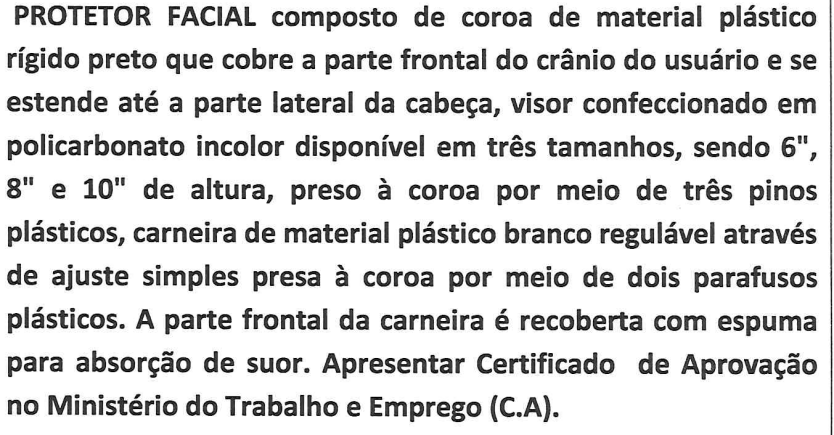 PROTETOR FACIAL composto de coroa de material plástico
rígido preto que cobre a parte frontal do crânio do usuário e se
estende até a parte lateral da cabeça, visor confeccionado em
policarbonato incolor disponível em três tamanhos, sendo 6",
8" e 10" de altura, preso à coroa por meio de três pinos
plásticos, carneira de material plástico branco regulável através
de ajuste simples presa à coroa por meio de dois parafusos
plásticos. A parte frontal da carneira é recoberta com espuma
para absorção de suor. Apresentar Certificado de Aprovação
no Ministério do Trabalho e Emprego (C.A).